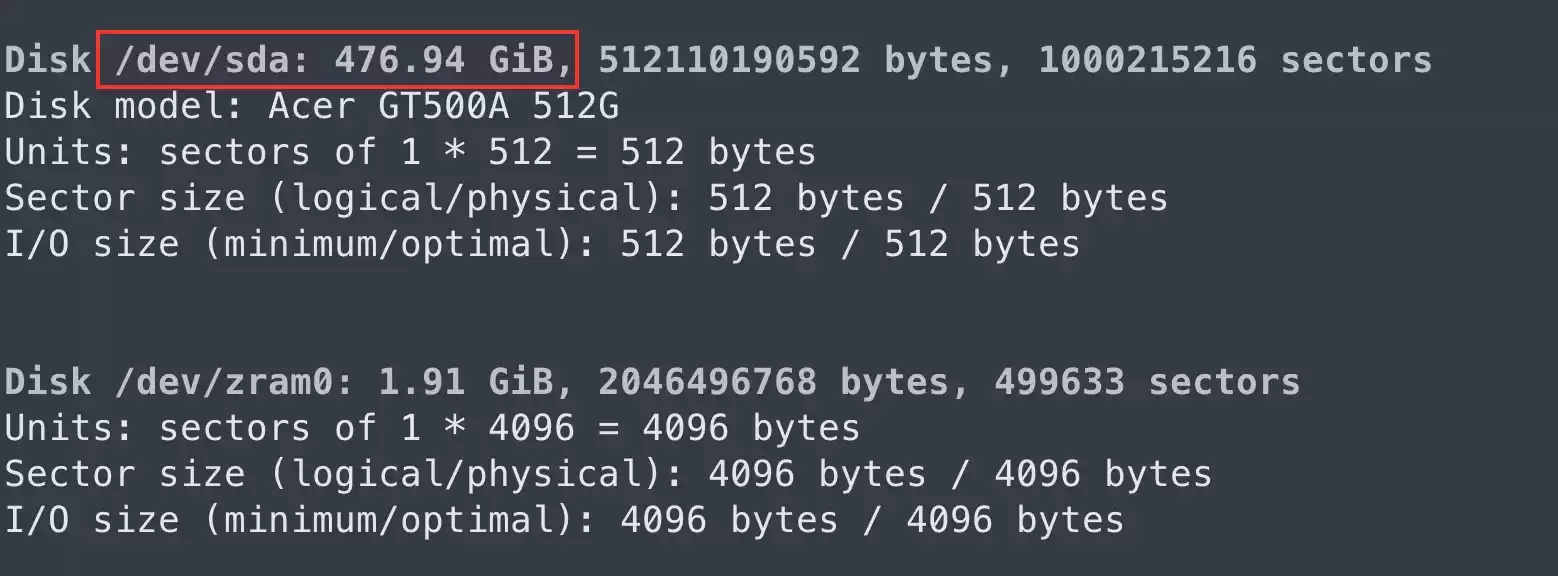 Disk /dev/sda: 476.94 GiB, 512110190592 bytes, 1000215216 sectors
Disk model: Acer GT500A 512G
Units: sectors of 1 * 512 = 512 bytes
Sector size (logical/physical): 512 bytes / 512 bytes
I/O size (minimum/optimal): 512 bytes / 512 bytes
Disk /dev/zram0: 1.91 GiB, 2046496768 bytes, 499633 sectors
Units: sectors of 1 * 4096 = 4096 bytes
Sector size (logical/physical): 4096 bytes / 4096 bytes
I/O size (minimum/optimal): 4096 bytes / 4096 bytes